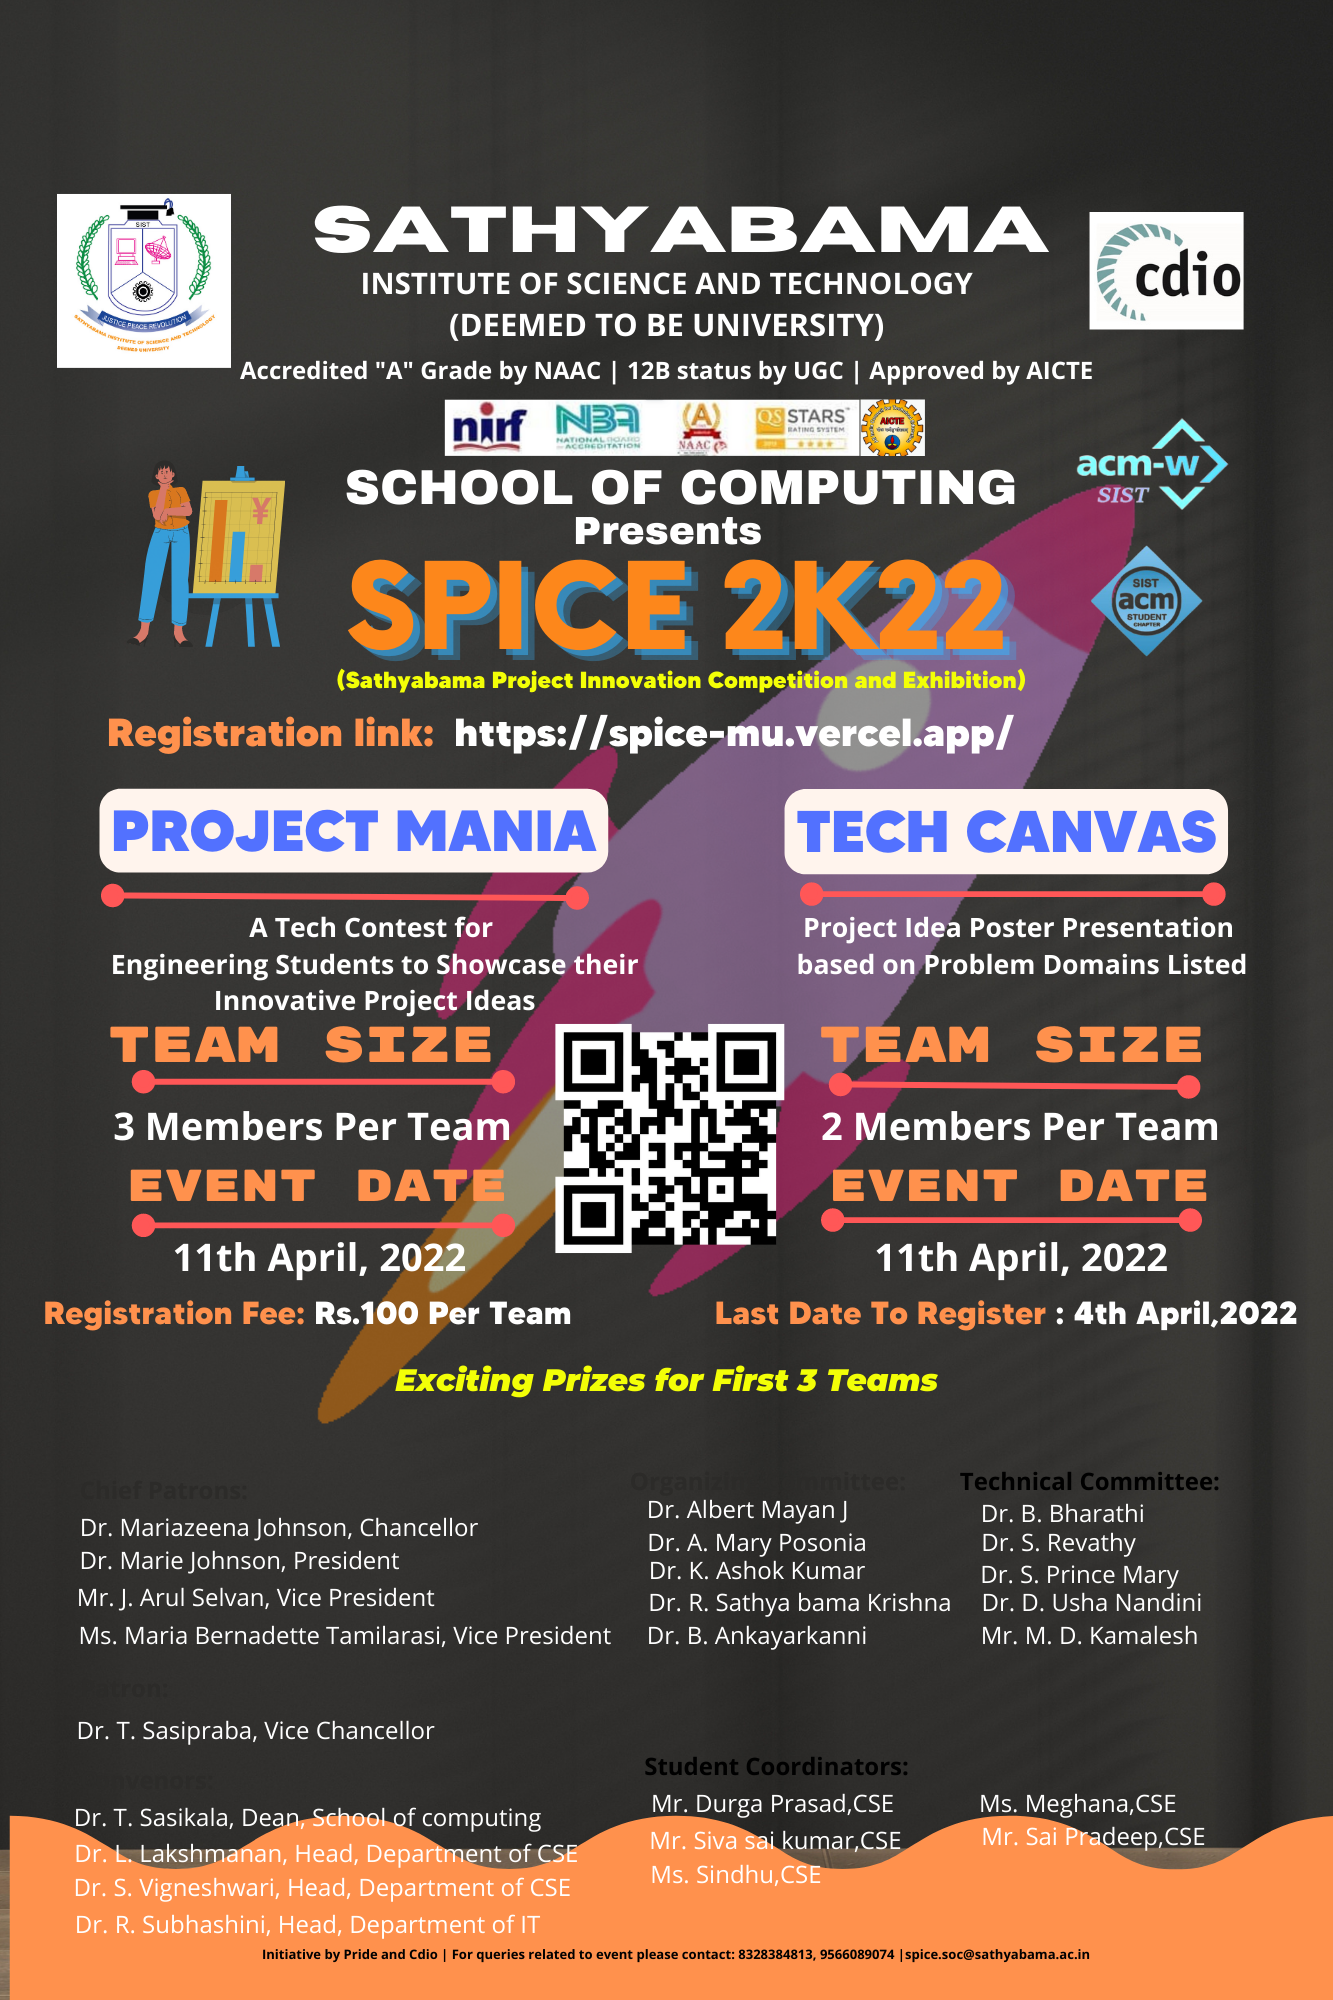 SIST
JUSTICE PEACE REVOLUTION
SATHYABAMA INSTITUTE OF SCIENCE AND TECHNOLOGY
DEEMED UNIVERSITY
SATHYABAMA
INSTITUTE OF SCIENCE AND TECHNOLOGY
(DEEMED TO BE UNIVERSITY)
cdio
Accredited "A" Grade by NAAC | 12B status by UGC | Approved by AICTE
nirf
NBA
NATIONAL BOARD
ACCREDITATION
A
NAAC
QS STARS
RATING SYSTEM
AICTE
acm-w
SIST
SCHOOL OF COMPUTING
Presents
SPICE 2K22
¥
SIST
acm
STUDENT
CHAPTER
(Sathyabama Project Innovation Competition and Exhibition)
Registration link: https://spice-mu.vercel.app/
PROJECT MANIA
A Tech Contest for
Engineering Students to Showcase their
Innovative Project Ideas
TEAM SIZE
3 Members Per Team
EVENT DATE
11th April, 2022
TECH CANVAS
Project Idea Poster Presentation
based on Problem Domains Listed
TEAM SIZE
2 Members Per Team
EVENT DATE
11th April, 2022
Registration Fee: Rs.100 Per Team
Last Date To Register : 4th April,2022
Exciting Prizes for First 3 Teams
Chief Patrons:
Dr. Mariazeena Johnson, Chancellor
Dr. Marie Johnson, President
Mr. J. Arul Selvan, Vice President
Ms. Maria Bernadette Tamilarasi, Vice President
Patron:
Dr. T. Sasipraba, Vice Chancellor
Convenors:
Dr. T. Sasikala, Dean, School of computing
Dr. L. Lakshmanan, Head, Department of CSE
Dr. S. Vigneshwari, Head, Department of CSE
Dr. R. Subhashini, Head, Department of IT
Organizing Committee:
Dr. Albert Mayan J
Dr. A. Mary Posonia
Dr. K. Ashok Kumar
Dr. R. Sathya bama Krishna
Dr. B. Ankayarkanni
Technical Committee:
Dr. B. Bharathi
Dr. S. Revathy
Dr. S. Prince Mary
Dr. D. Usha Nandini
Mr. M. D. Kamalesh
Student Coordinators:
Mr. Durga Prasad,CSE
Mr. Siva sai kumar,CSE
Ms. Sindhu,CSE
Ms. Meghana,CSE
Mr. Sai Pradeep,CSE
Initiative by Pride and Cdio | For queries related to event please contact: 8328384813, 9566089074 |spice.soc@sathyabama.ac.in